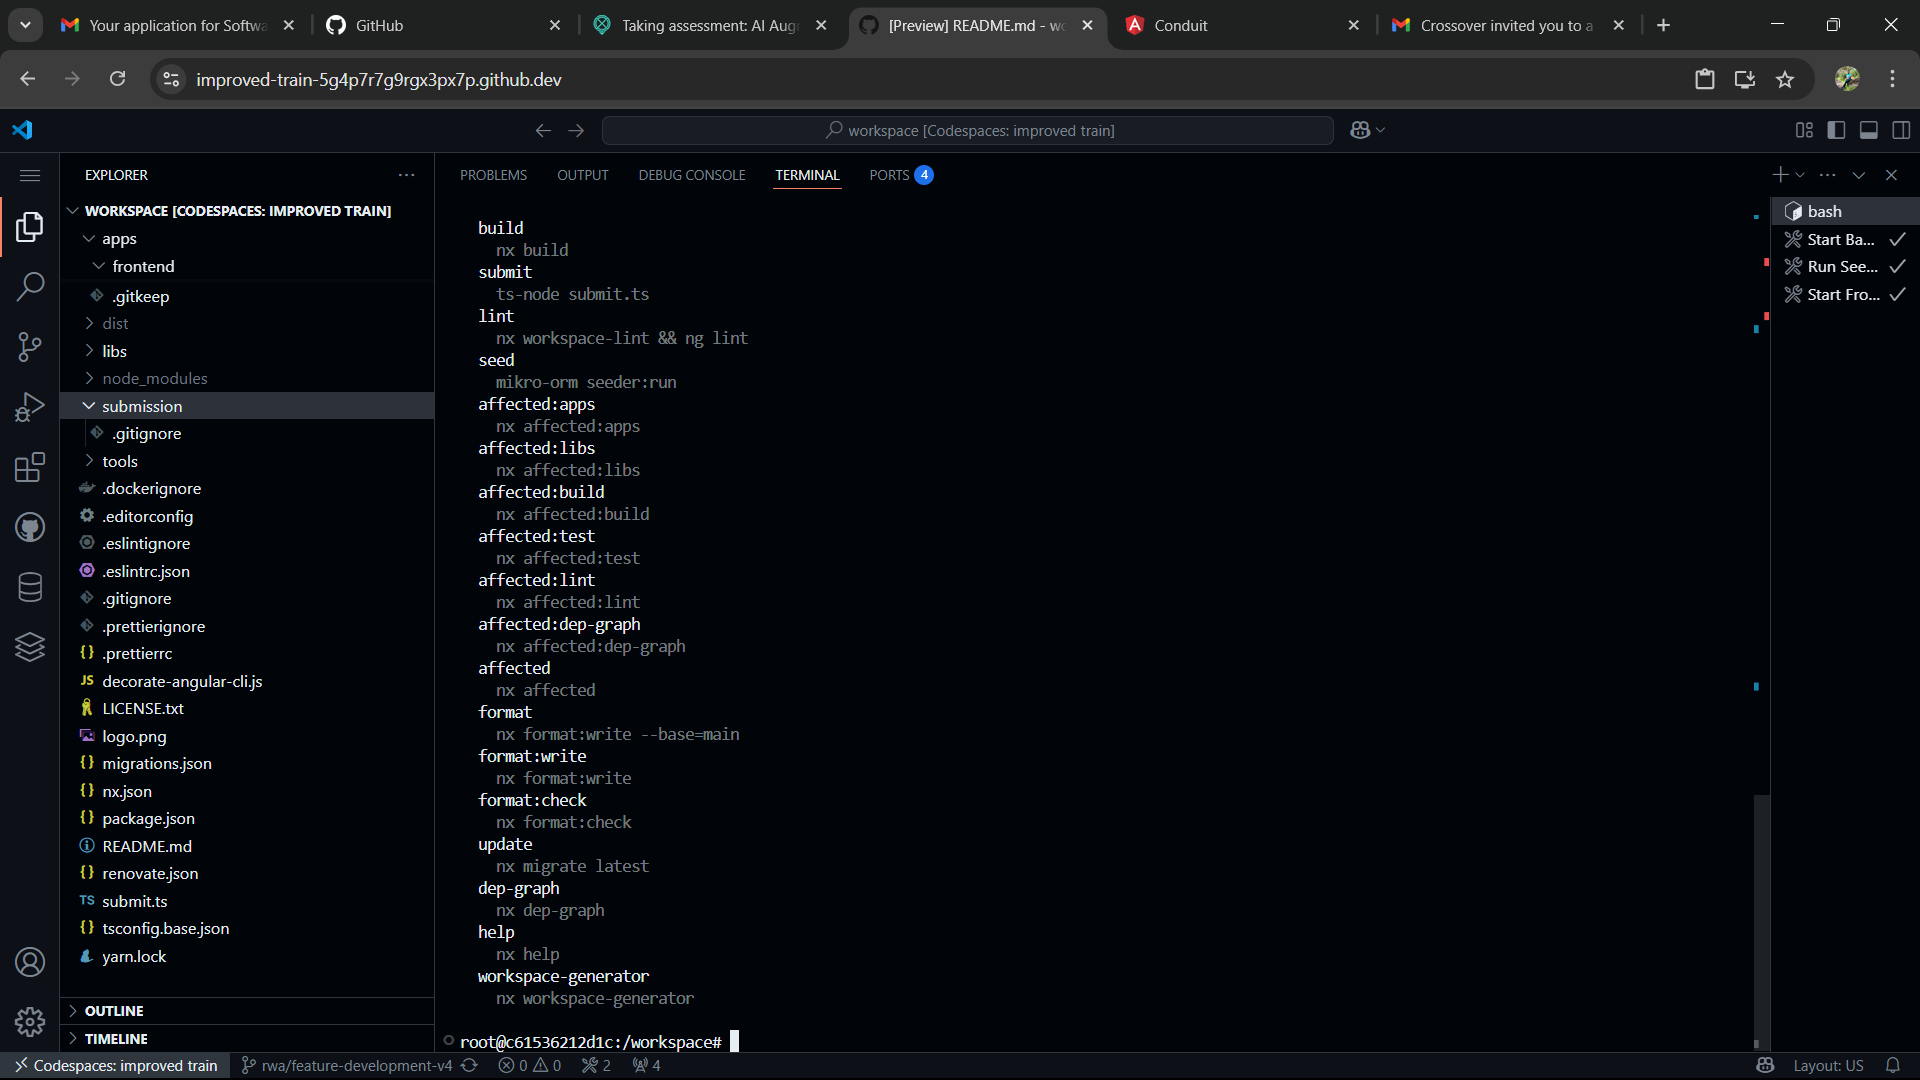 Your application for Softwa
GitHub
Taking assessment: AI Aug
[Preview] README.md - wo
Conduit
Crossover invited you to a
improved-train-5g4p7r7g9rgx3px7p.github.dev
workspace [Codespaces: improved train]
EXPLORER
PROBLEMS
OUTPUT
DEBUG CONSOLE
TERMINAL
PORTS 4
WORKSPACE [CODESPACES: IMPROVED TRAIN]
apps
frontend
.gitkeep
dist
libs
node_modules
submission
.gitignore
tools
.dockerignore
.editorconfig
.eslintignore
.eslintrc.json
.gitignore
.prettierignore
.prettierrc
decorate-angular-cli.js
LICENSE.txt
logo.png
migrations.json
nx.json
package.json
README.md
renovate.json
submit.ts
tsconfig.base.json
yarn.lock
OUTLINE
TIMELINE
build
nx build
submit
ts-node submit.ts
lint
nx workspace-lint && ng lint
seed
mikro-orm seeder:run
affected:apps
nx affected:apps
affected:libs
nx affected:libs
affected:build
nx affected:build
affected:test
nx affected:test
affected:lint
nx affected:lint
affected:dep-graph
nx affected:dep-graph
affected
nx affected
format
nx format:write --base=main
format:write
nx format:write
format:check
nx format:check
update
nx migrate latest
dep-graph
nx dep-graph
help
nx help
workspace-generator
nx workspace-generator
root@c61536212d1c:/workspace#
bash
Start Ba...
Run See...
Start Fro...
Codespaces: improved train
rwa/feature-development-v4
0
0
2
4
Layout: US